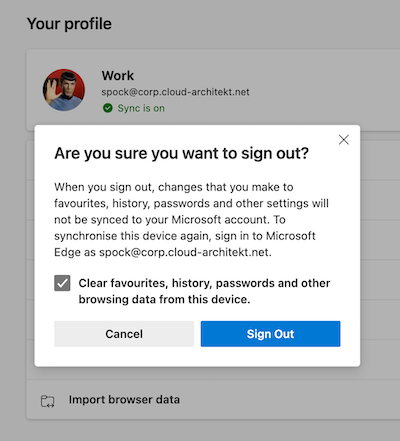 Your profile
Work
spock@corp.cloud-architekt.net
Sync is on
Are you sure you want to sign out?
When you sign out, changes that you make to
favourites, history, passwords and other settings will
not be synced to your Microsoft account. To
synchronise this device again, sign in to Microsoft
Edge as spock@corp.cloud-architekt.net.
Clear favourites, history, passwords and other
browsing data from this device.
Cancel
Sign Out
Import browser data